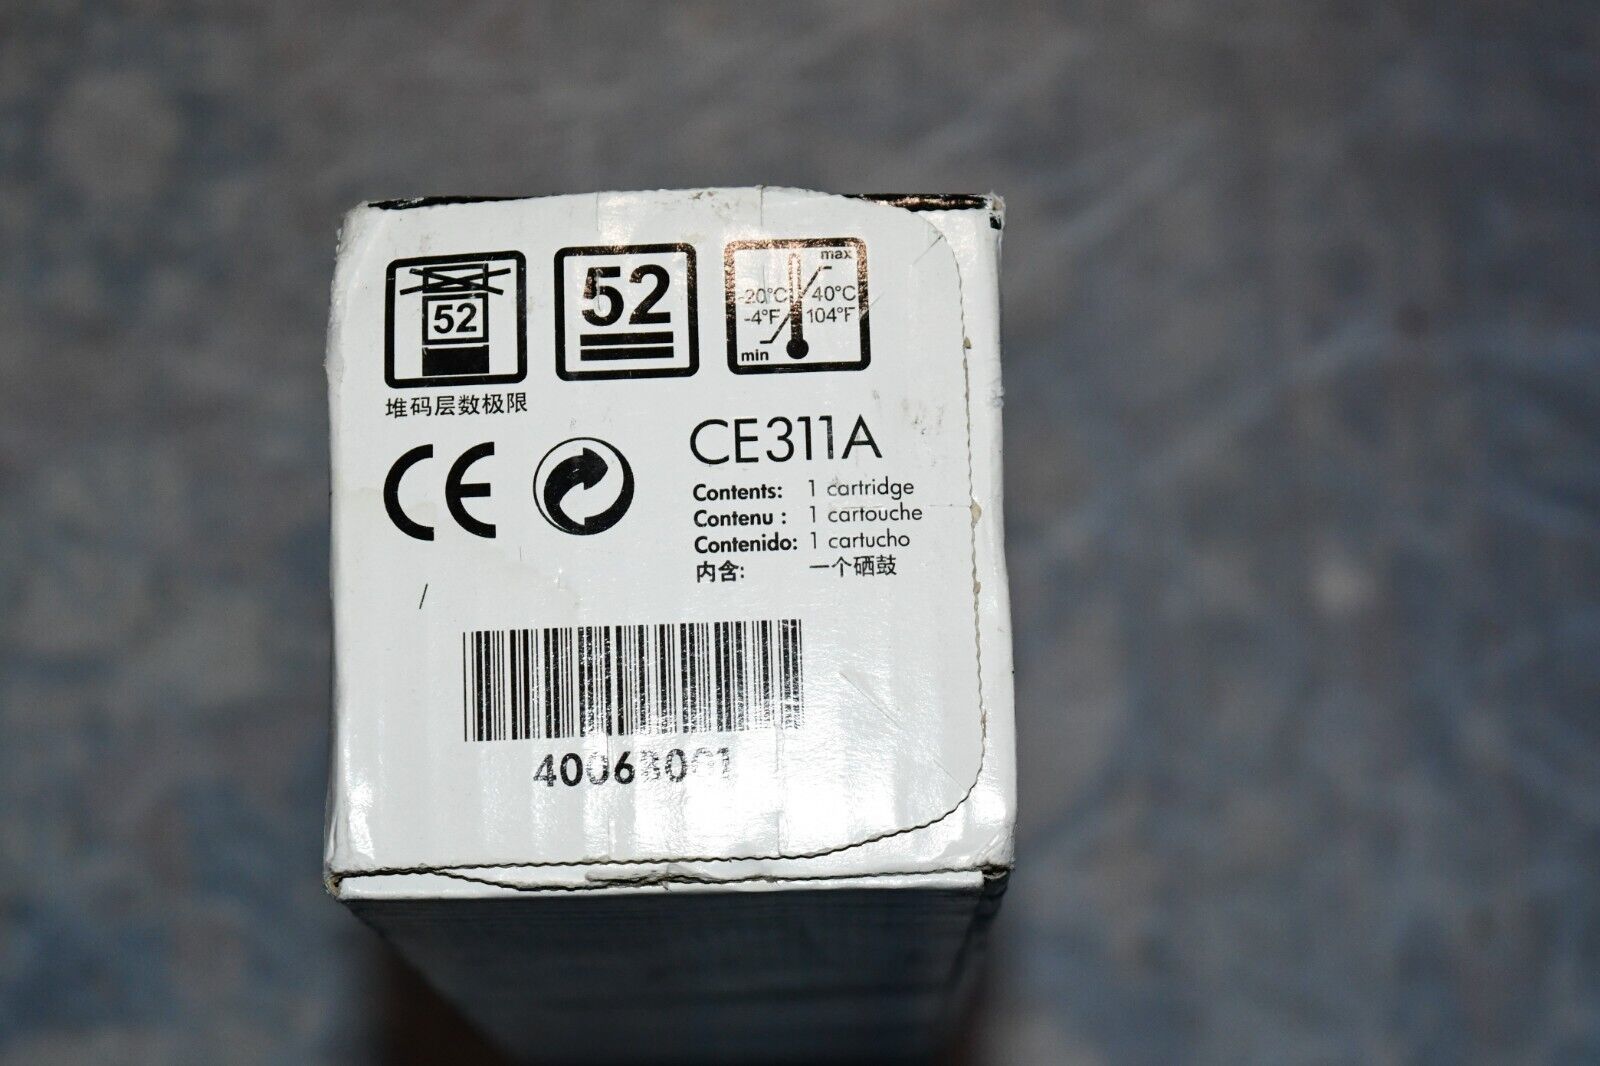 52
52
max
-20°C 40°C
-4°F 104°F
min
堆码层数极限
CE
CE311A
Contents: 1 cartridge
Contenu : 1 cartouche
Contenido: 1 cartucho
内含: 一个硒鼓
40068001